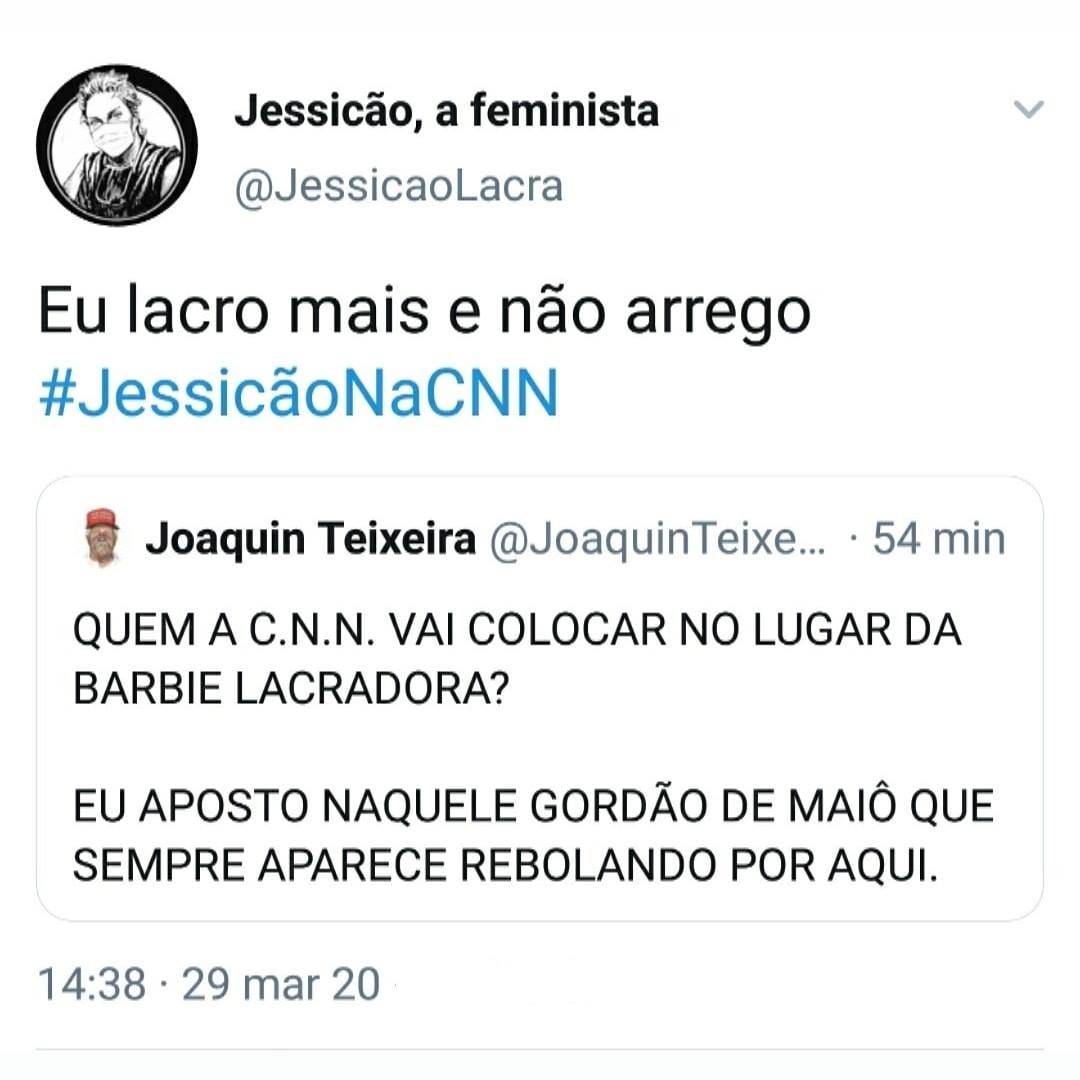 Jessicão, a feminista
@JessicaoLacra
Eu lacro mais e não arrego
#JessicãoNaCNN
Joaquin Teixeira @JoaquinTeixe... · 54 min
QUEM A C.N.N. VAI COLOCAR NO LUGAR DA
BARBIE LACRADORA?
EU APOSTO NAQUELE GORDÃO DE MAIÔ QUE
SEMPRE APARECE REBOLANDO POR AQUI.
14:38 · 29 mar 20